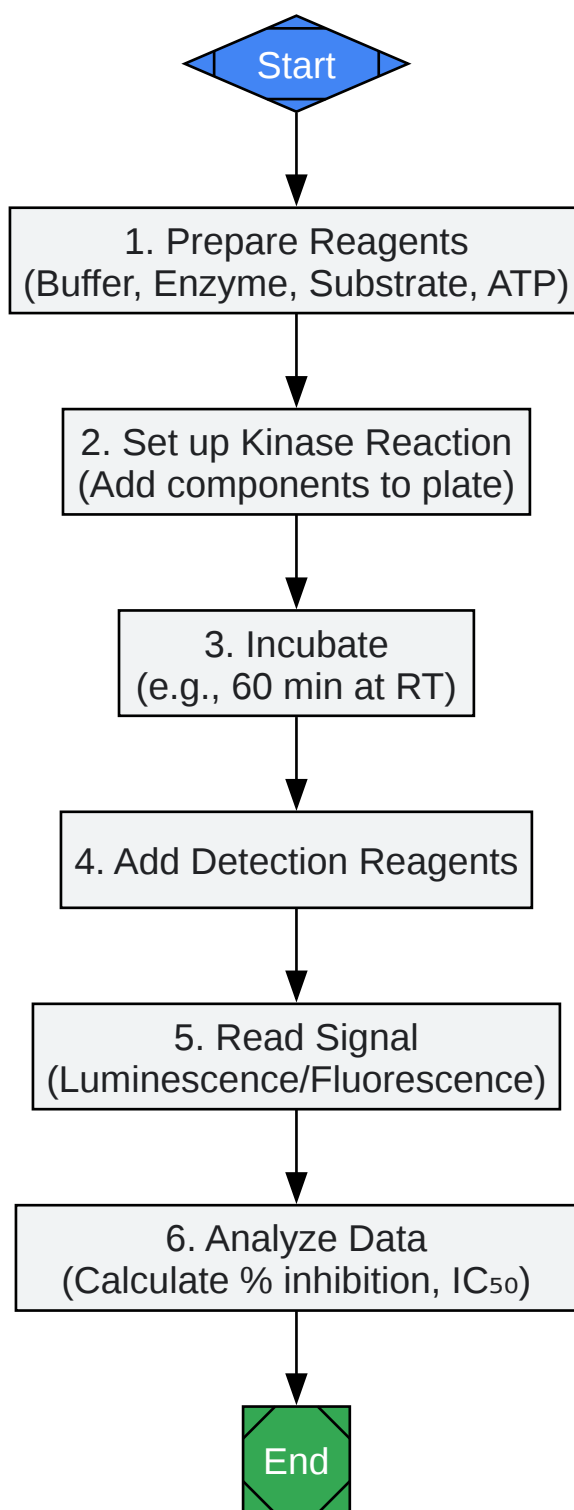 Start
1. Prepare Reagents
(Buffer, Enzyme, Substrate, ATP)
2. Set up Kinase Reaction
(Add components to plate)
3. Incubate
(e.g., 60 min at RT)
4. Add Detection Reagents
5. Read Signal
(Luminescence/Fluorescence)
6. Analyze Data
(Calculate % inhibition, IC₅₀)
End